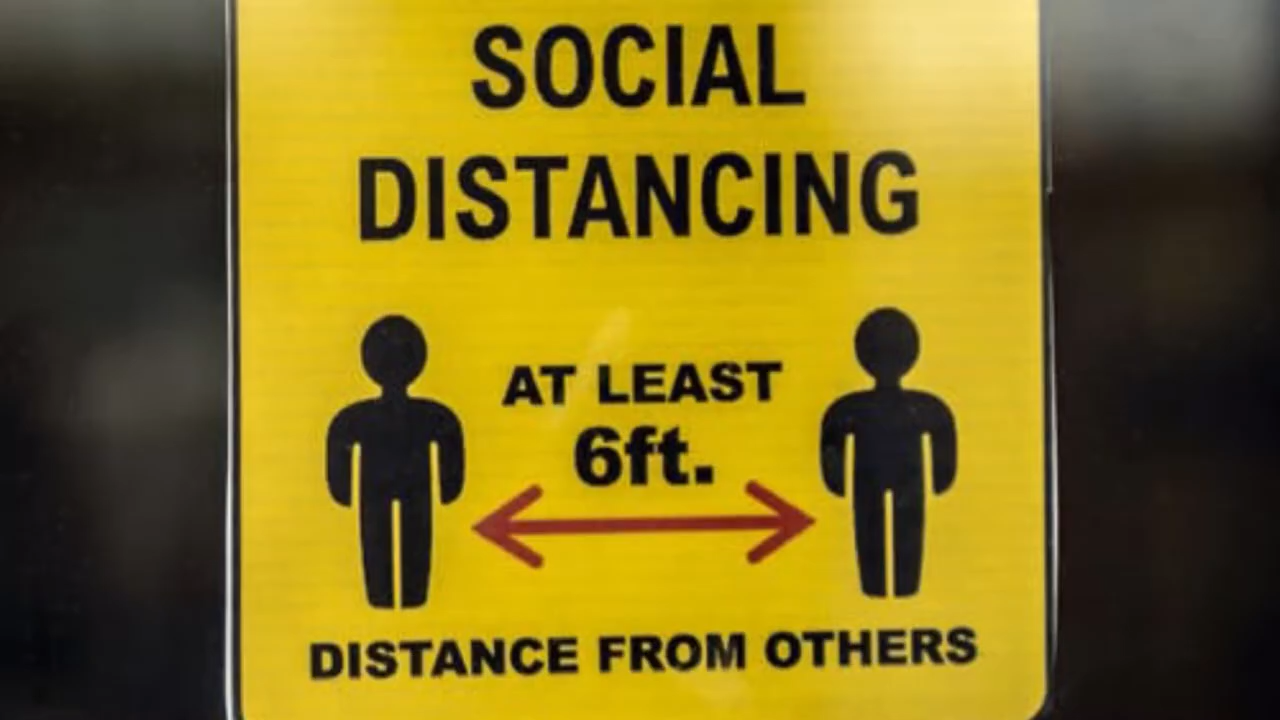 SOCIAL
DISTANCING
AT LEAST
6ft.
DISTANCE FROM OTHERS